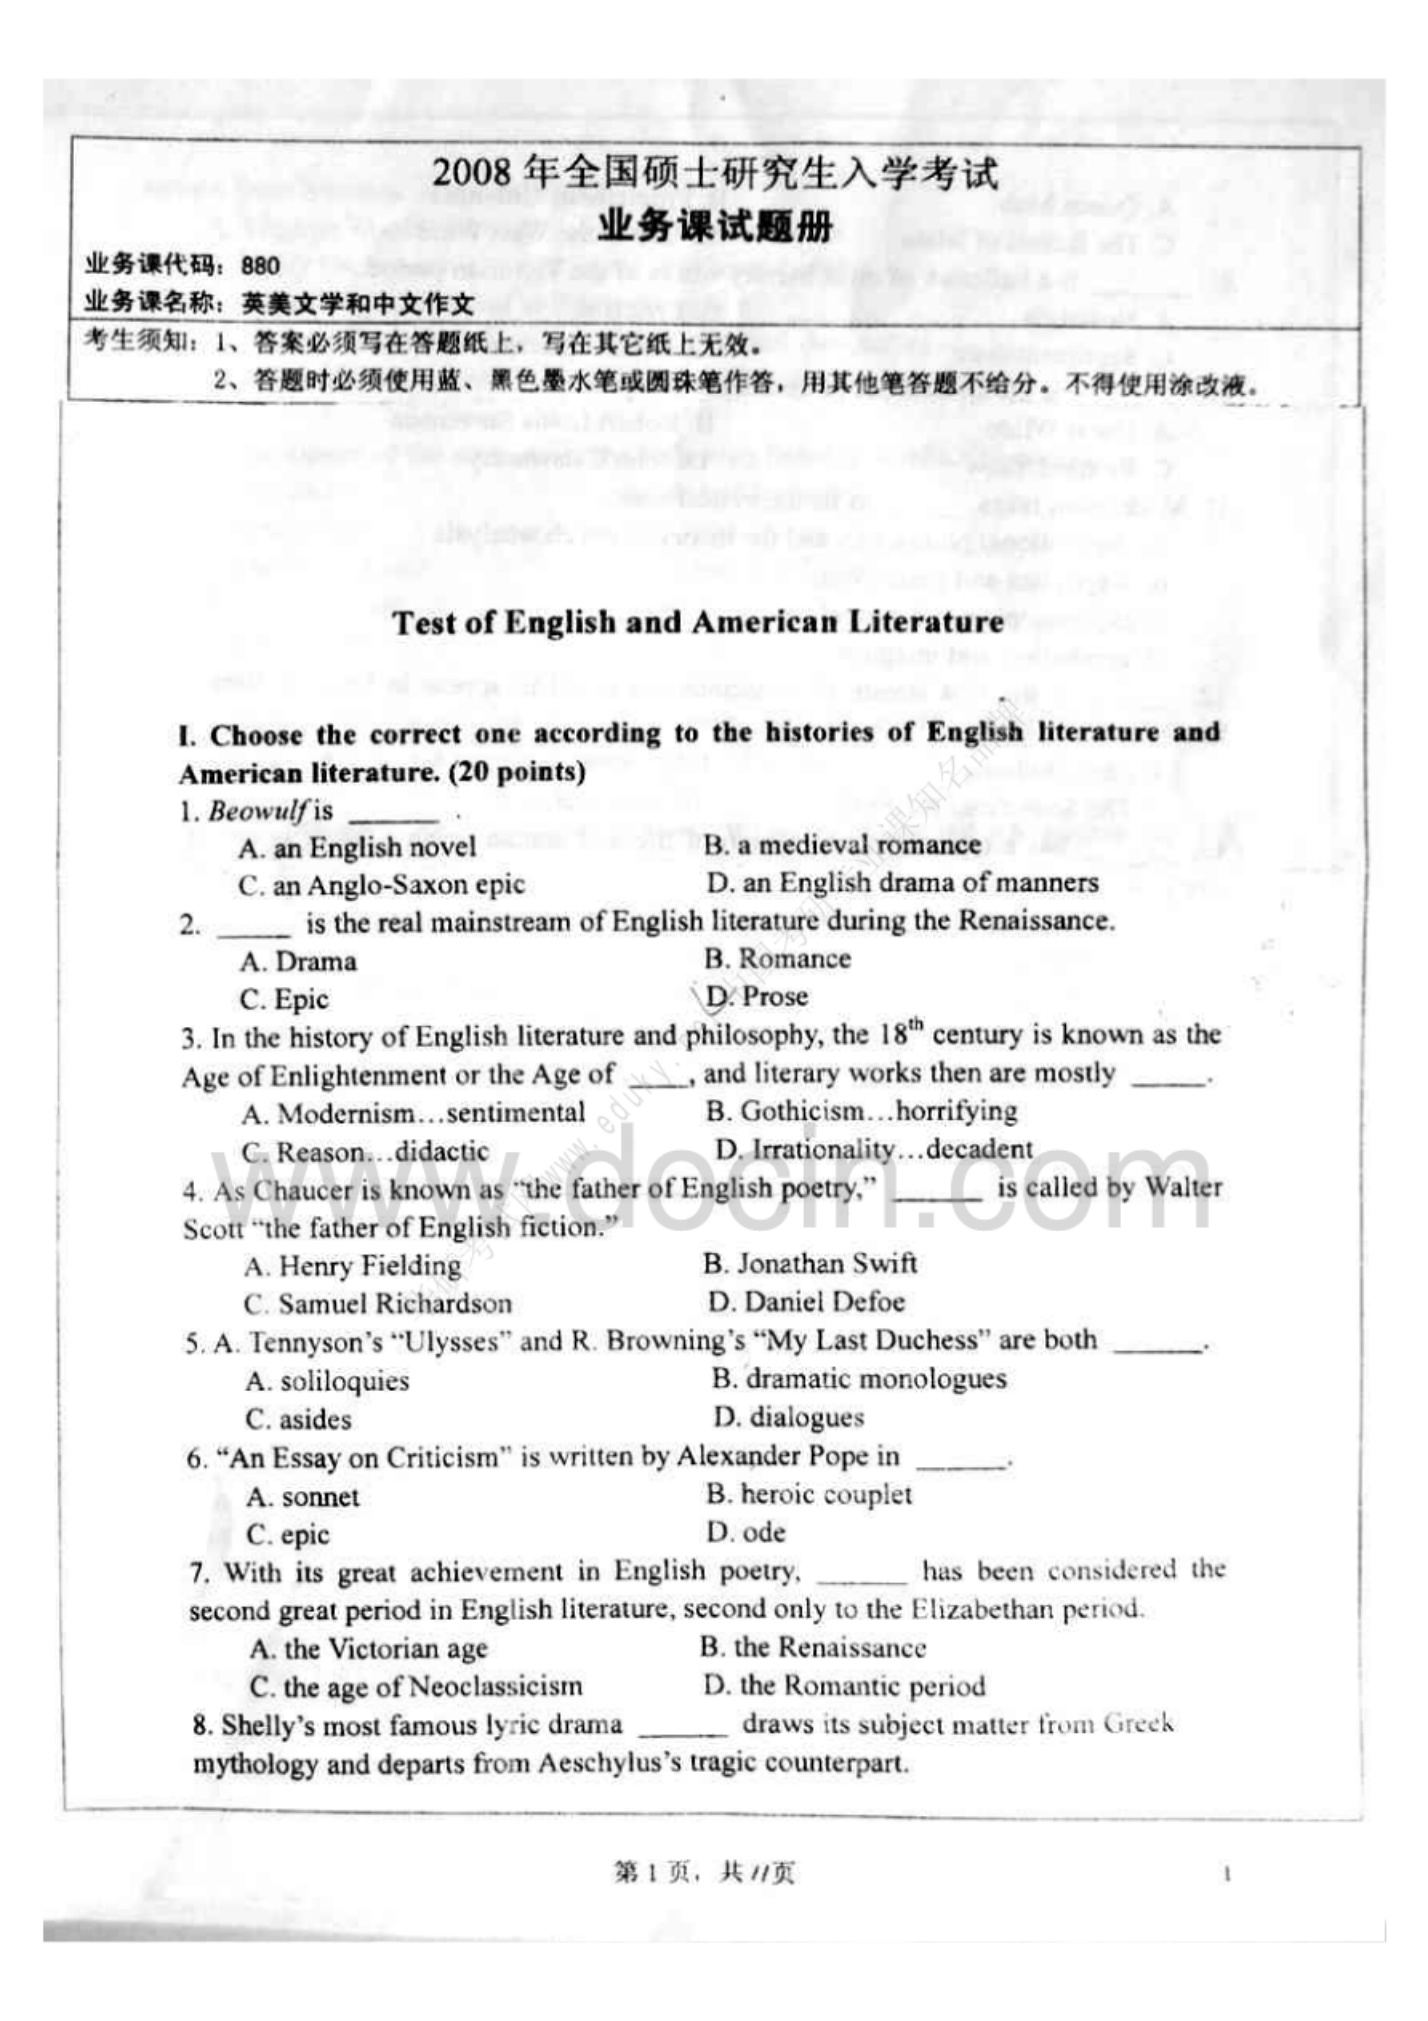 2008 年全国硕士研究生入学考试
业务课试题册
业务课代码：880
业务课名称：英美文学和中文作文
考生须知：1、答案必须写在答题纸上，写在其它纸上无效。
2、答题时必须使用蓝、黑色墨水笔或圆珠笔作答，用其他笔答题不给分。不得使用涂改液。
Test of English and American Literature
I. Choose the correct one according to the histories of English literature and
American literature. (20 points)
1. Beowulf is ______ .
A. an English novel B. a medieval romance
C. an Anglo-Saxon epic D. an English drama of manners
2. _____ is the real mainstream of English literature during the Renaissance.
A. Drama B. Romance
C. Epic D. Prose
3. In the history of English literature and philosophy, the 18th century is known as the
Age of Enlightenment or the Age of ____, and literary works then are mostly _____.
A. Modernism…sentimental B. Gothicism…horrifying
C. Reason…didactic D. Irrationality…decadent
4. As Chaucer is known as “the father of English poetry,” ______ is called by Walter
Scott “the father of English fiction.”
A. Henry Fielding B. Jonathan Swift
C. Samuel Richardson D. Daniel Defoe
5. A. Tennyson’s “Ulysses” and R. Browning’s “My Last Duchess” are both ______.
A. soliloquies B. dramatic monologues
C. asides D. dialogues
6. “An Essay on Criticism” is written by Alexander Pope in ______.
A. sonnet B. heroic couplet
C. epic D. ode
7. With its great achievement in English poetry, ______ has been considered the
second great period in English literature, second only to the Elizabethan period.
A. the Victorian age B. the Renaissance
C. the age of Neoclassicism D. the Romantic period
8. Shelly’s most famous lyric drama ______ draws its subject matter from Greek
mythology and departs from Aeschylus’s tragic counterpart.
第 1 页，共 11 页 1
www.docin.com